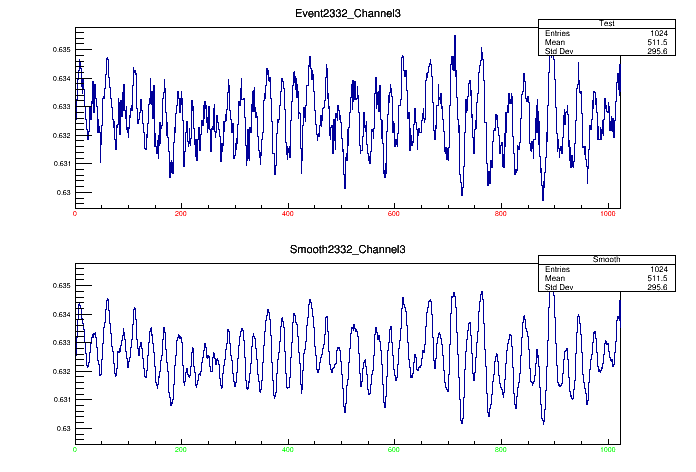 Event2332_Channel3
Test
Entries 1024
Mean 511.5
Std Dev 295.6
0.635
0.634
0.633
0.632
0.631
0.63
0 200 400 600 800 1000
Smooth2332_Channel3
Smooth
Entries 1024
Mean 511.5
Std Dev 295.6
0.635
0.634
0.633
0.632
0.631
0.63
0 200 400 600 800 1000